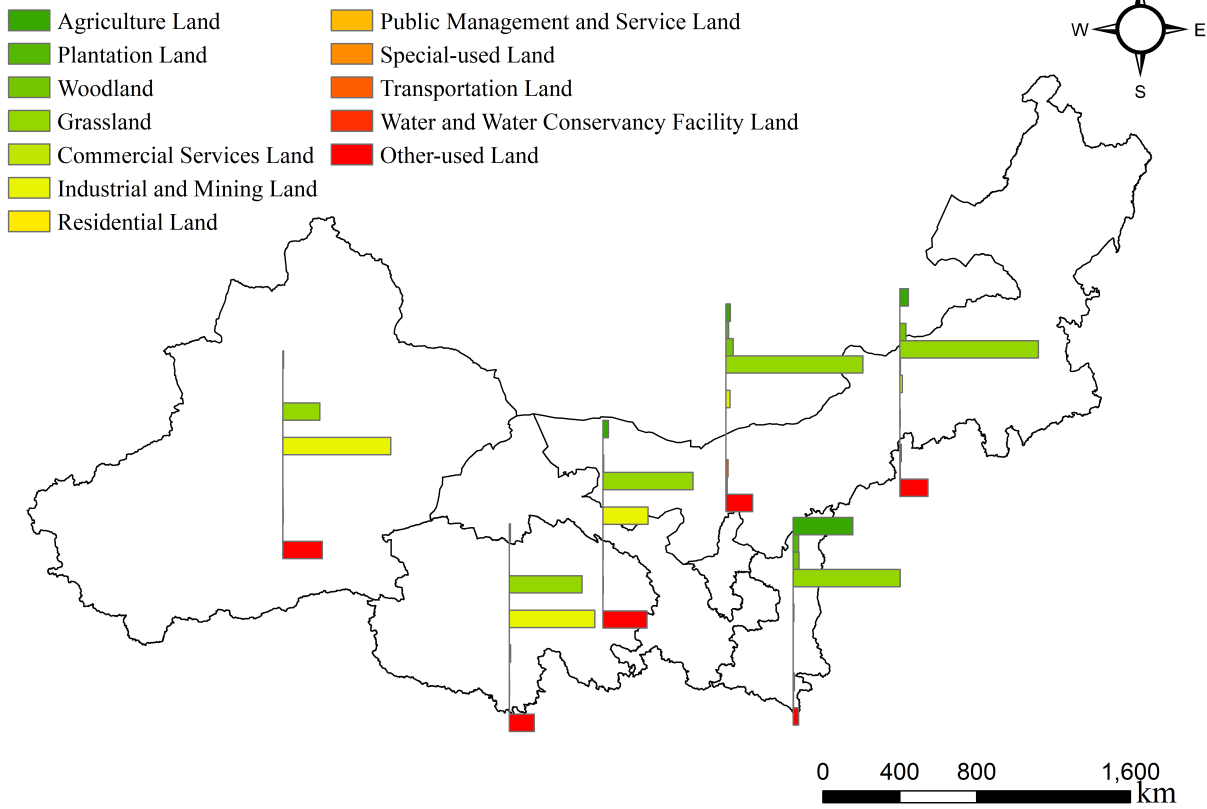 Agriculture Land
Plantation Land
Woodland
Grassland
Commercial Services Land
Industrial and Mining Land
Residential Land
Public Management and Service Land
Special-used Land
Transportation Land
Water and Water Conservancy Facility Land
Other-used Land
W E
S
0 400 800 1,600
km